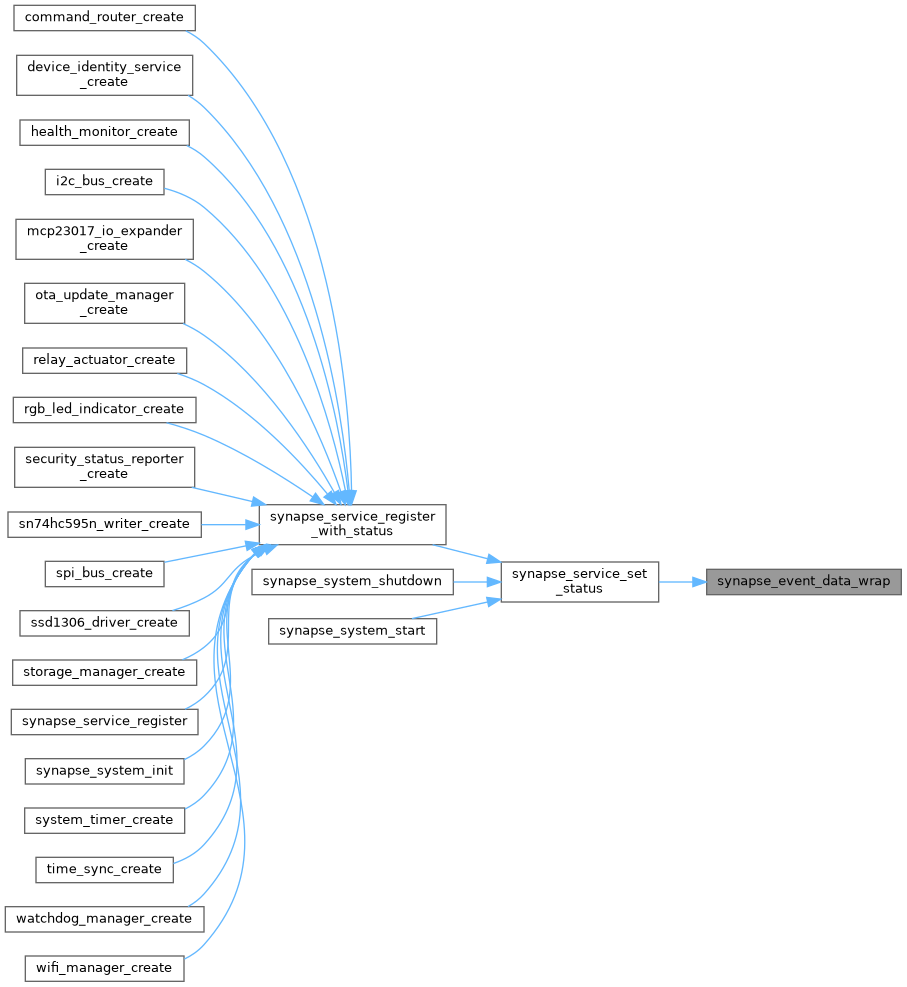 command_router_create
device_identity_service
_create
health_monitor_create
i2c_bus_create
mcp23017_io_expander
_create
ota_update_manager
_create
relay_actuator_create
rgb_led_indicator_create
security_status_reporter
_create
sn74hc595n_writer_create
spi_bus_create
ssd1306_driver_create
storage_manager_create
synapse_service_register
synapse_system_init
system_timer_create
time_sync_create
watchdog_manager_create
wifi_manager_create
synapse_service_register
_with_status
synapse_system_shutdown
synapse_system_start
synapse_service_set
_status
synapse_event_data_wrap